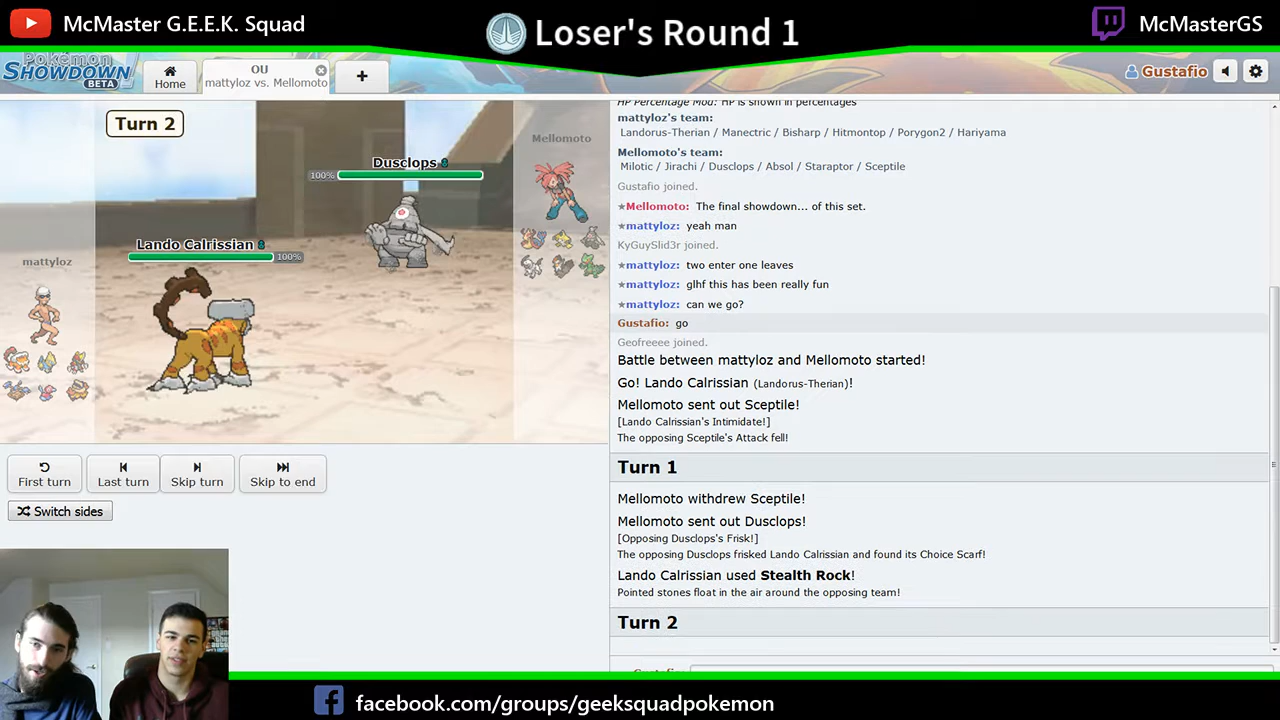 McMaster G.E.E.K. Squad
Loser's Round 1
McMasterGS
Pokémon
SHOWDOWN
BETA
Home
OU
mattyloz vs. Mellomoto
Gustafio
Turn 2
Mellomoto
Dusclops
100%
Lando Calrissian
100%
mattyloz
First turn
Last turn
Skip turn
Skip to end
Switch sides
HP Percentage Mod: HP is shown in percentages
mattyloz's team:
Landorus-Therian / Manectric / Bisharp / Hitmontop / Porygon2 / Hariyama
Mellomoto's team:
Milotic / Jirachi / Dusclops / Absol / Staraptor / Sceptile
Gustafio joined.
★Mellomoto: The final showdown... of this set.
★mattyloz: yeah man
KyGuySlid3r joined.
★mattyloz: two enter one leaves
★mattyloz: glhf this has been really fun
★mattyloz: can we go?
Gustafio: go
Geofreeee joined.
Battle between mattyloz and Mellomoto started!
Go! Lando Calrissian (Landorus-Therian)!
Mellomoto sent out Sceptile!
[Lando Calrissian's Intimidate!]
The opposing Sceptile's Attack fell!
Turn 1
Mellomoto withdrew Sceptile!
Mellomoto sent out Dusclops!
[Opposing Dusclops's Frisk!]
The opposing Dusclops frisked Lando Calrissian and found its Choice Scarf!
Lando Calrissian used Stealth Rock!
Pointed stones float in the air around the opposing team!
Turn 2
facebook.com/groups/geeksquadpokemon